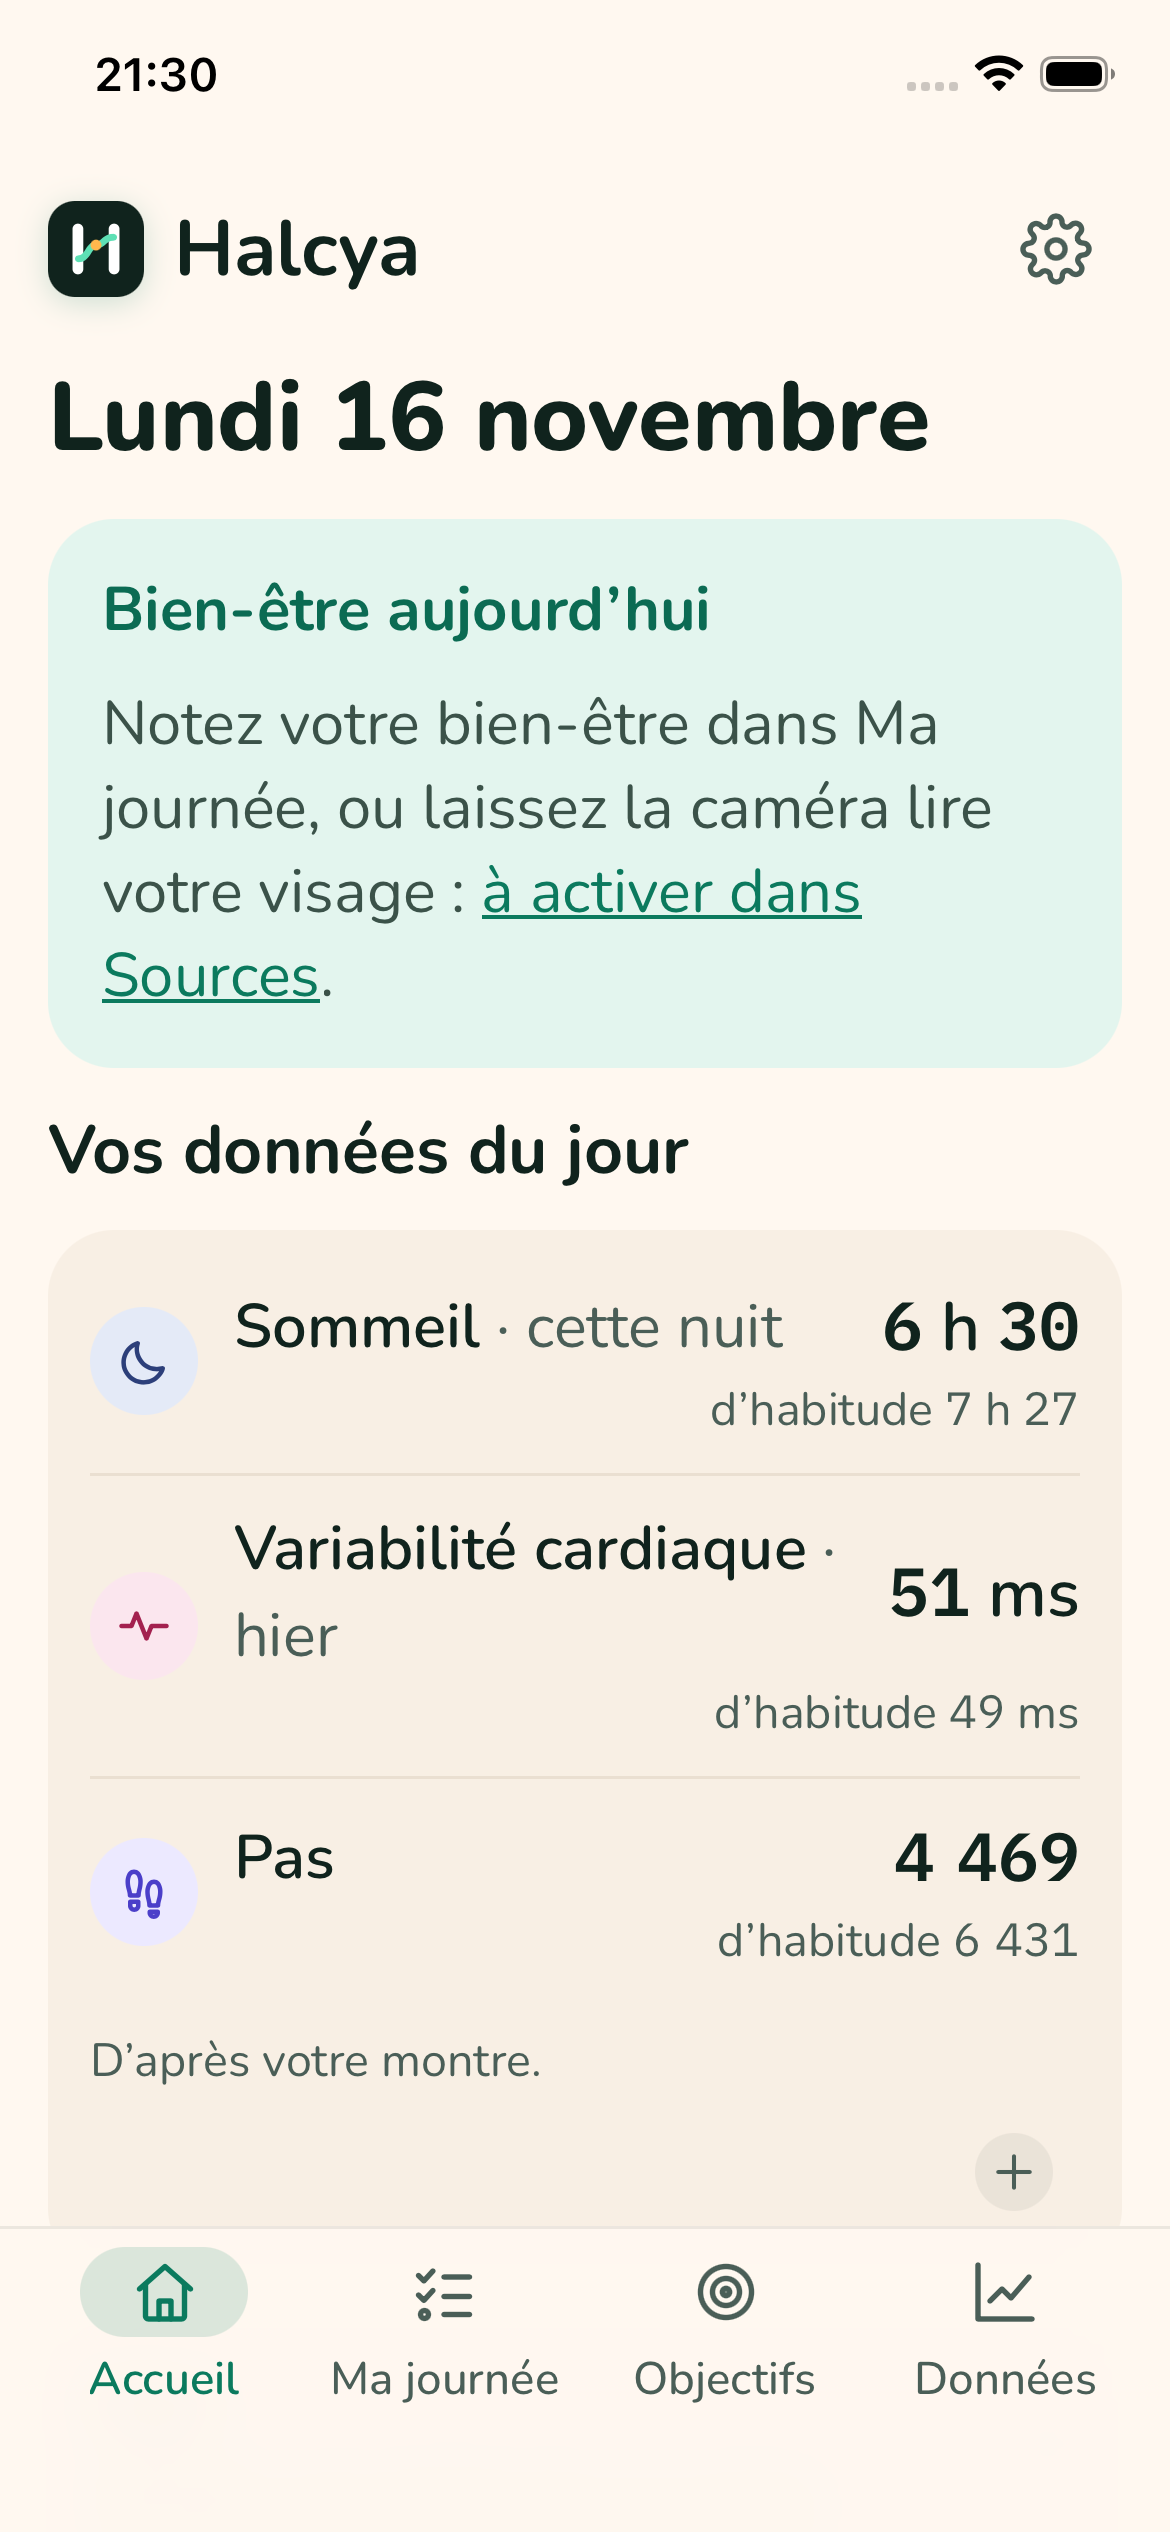 21:30
Halcya
Lundi 16 novembre
Bien-être aujourd’hui
Notez votre bien-être dans Ma
journée, ou laissez la caméra lire
votre visage : à activer dans
Sources.
Vos données du jour
Sommeil · cette nuit 6 h 30
d’habitude 7 h 27
Variabilité cardiaque ·
hier
51 ms
d’habitude 49 ms
Pas 4 469
d’habitude 6 431
D’après votre montre.
Accueil Ma journée Objectifs Données